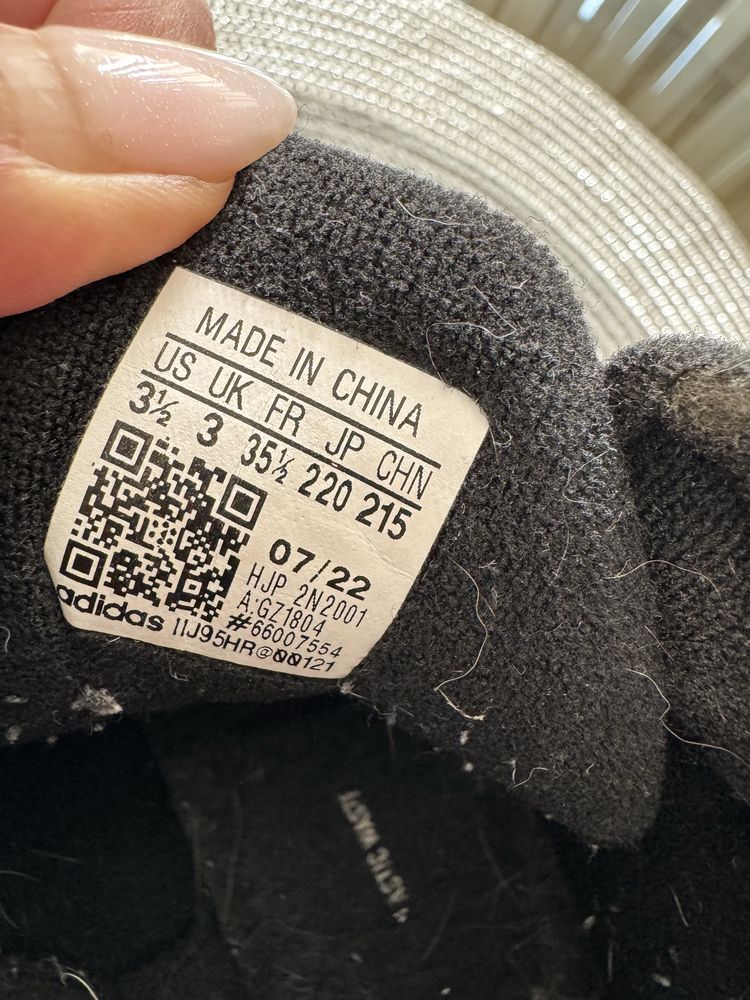 MADE IN CHINA
US UK FR JP CHN
3½ 3 35½ 220 215
07/22
HJP 2N2001
A:GZ1804
#66007554
adidas IIJ95HR@00121